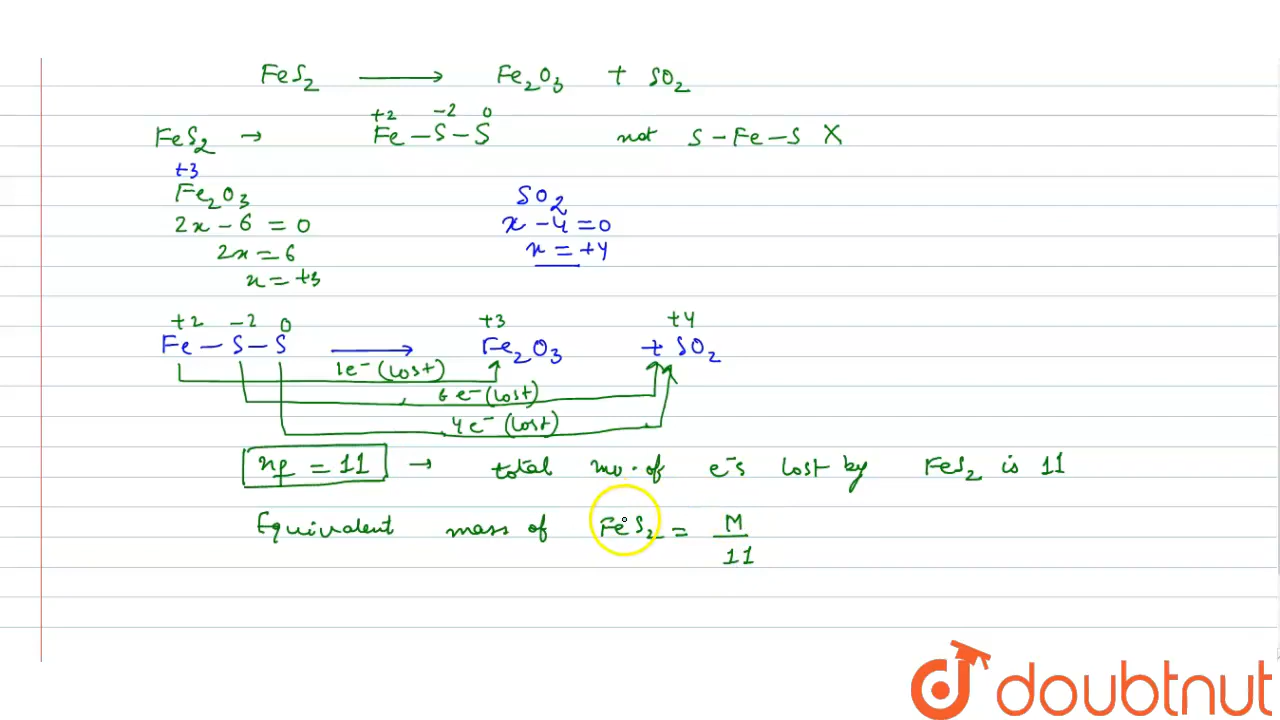 FeS2 → Fe2O3 + SO2
+2 -2 0
FeS2 → Fe-S-S not S-Fe-S X
+3
Fe2O3 SO2
2x-6=0 x-4=0
2x=6 x=+4
x=+3
+2 -2 0 +3 +4
Fe-S-S → Fe2O3 + SO2
1e-(lost)
6e-(lost)
4e-(lost)
nf = 11 → total no. of e-s lost by FeS2 is 11
Equivalent mass of FeS2 = M
11
doubtnut